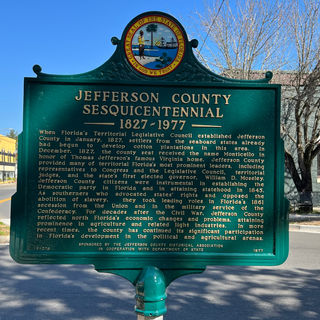 JEFFERSON COUNTY
SESQUICENTENNIAL
1827-1977
When Florida's Territorial Legislative Council established Jefferson
County in January, 1827, settlers from the seaboard states already
had begun to develop cotton plantations in this area. In
December, 1827, the county seat received the name Monticello in
honor of Thomas Jefferson's famous Virginia home. Jefferson County
provided many of territorial Florida's most prominent leaders, including
representatives to Congress and the Legislative Council, territorial
judges, and the state's first elected governor, William D. Moseley.
Jefferson County citizens were instrumental in establishing the
Democratic party in Florida and in attaining statehood in 1845.
As southerners who advocated states' rights and opposed the
abolition of slavery, they took leading roles in Florida's 1861
secession from the Union and in the military service of the
Confederacy. For decades after the Civil War, Jefferson County
reflected north Florida's economic changes and problems, attaining
prominence in agriculture and related light industries. In more
recent times, the county has continued its significant participation
in Florida's development in the political and agricultural arenas.
SPONSORED BY THE JEFFERSON COUNTY HISTORICAL ASSOCIATION
IN COOPERATION WITH DEPARTMENT OF STATE
1977